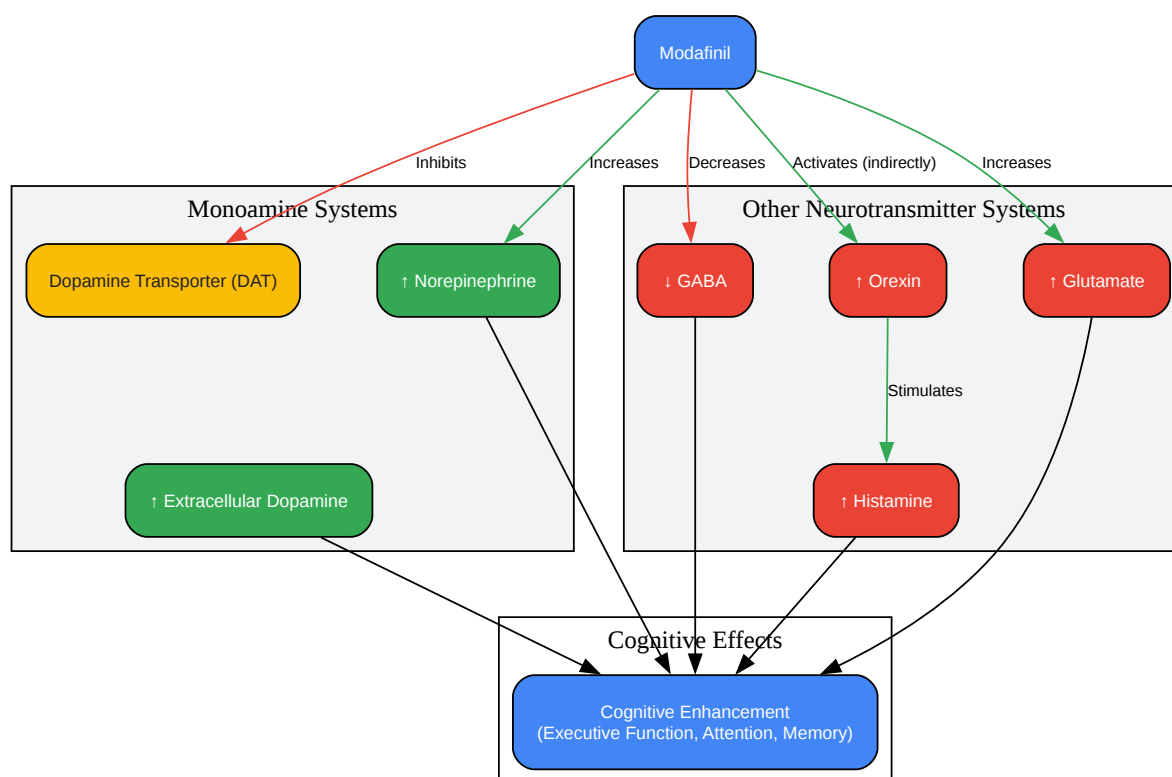 Modafinil
Inhibits
Increases
Decreases
Activates (indirectly)
Increases
Monoamine Systems
Other Neurotransmitter Systems
Dopamine Transporter (DAT)
↑ Norepinephrine
↓ GABA
↑ Orexin
↑ Glutamate
Stimulates
↑ Extracellular Dopamine
↑ Histamine
Cognitive Effects
Cognitive Enhancement
(Executive Function, Attention, Memory)